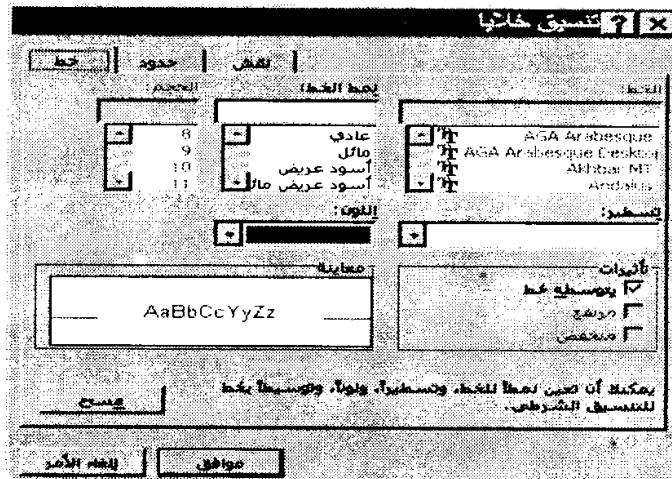 تنسيق خلايا
خط حدود نقش
الخط: نمط الخط: الحجم:
AGA Arabesque عادي 8
AGA Arabesque Desktop مائل 9
Akhbar MT أسود عريض 10
Andalus أسود عريض مائل 11
تسطير: اللون:
تأثيرات معاينة
يتوسطه خط
مرتفع
منخفض
AaBbCcYyZz
يمكنك أن تعين نمطاً للخط، وتسطيراً، ولوناً، وتوسيطاً بخط
للتنسيق الشرطي.
مسح
موافق إلغاء الأمر